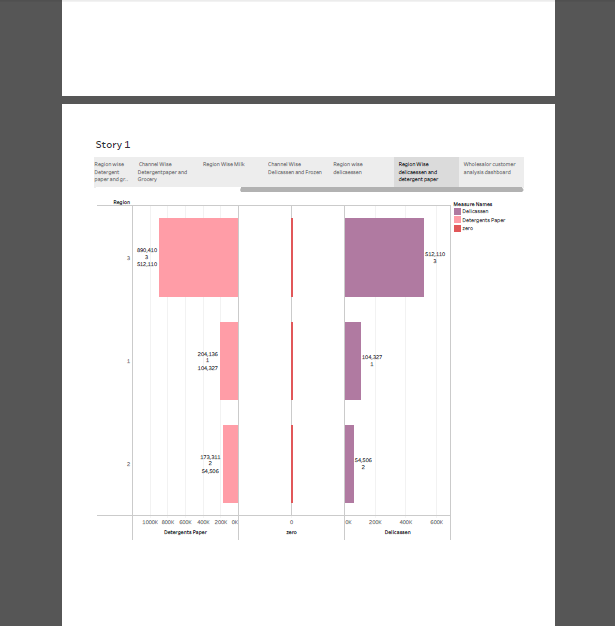 Story 1
Region wise
Detergent
paper and gr..
Channel Wise
Detergentpaper and
Grocery
Region Wise Milk
Channel Wise
Delicassen and Frozen
Region wise
delicaessen
Region Wise
delicaessen and
detergent paper
Wholesalor customer
analysis dashboard
Region
Measure Names
Delicassen
Detergents Paper
zero
3
890,410
3
512,110
512,110
3
1
204,136
1
104,327
104,327
1
2
173,311
2
54,506
54,506
2
1000K 800K 600K 400K 200K 0K
Detergents Paper
0
zero
0K 200K 400K 600K
Delicassen